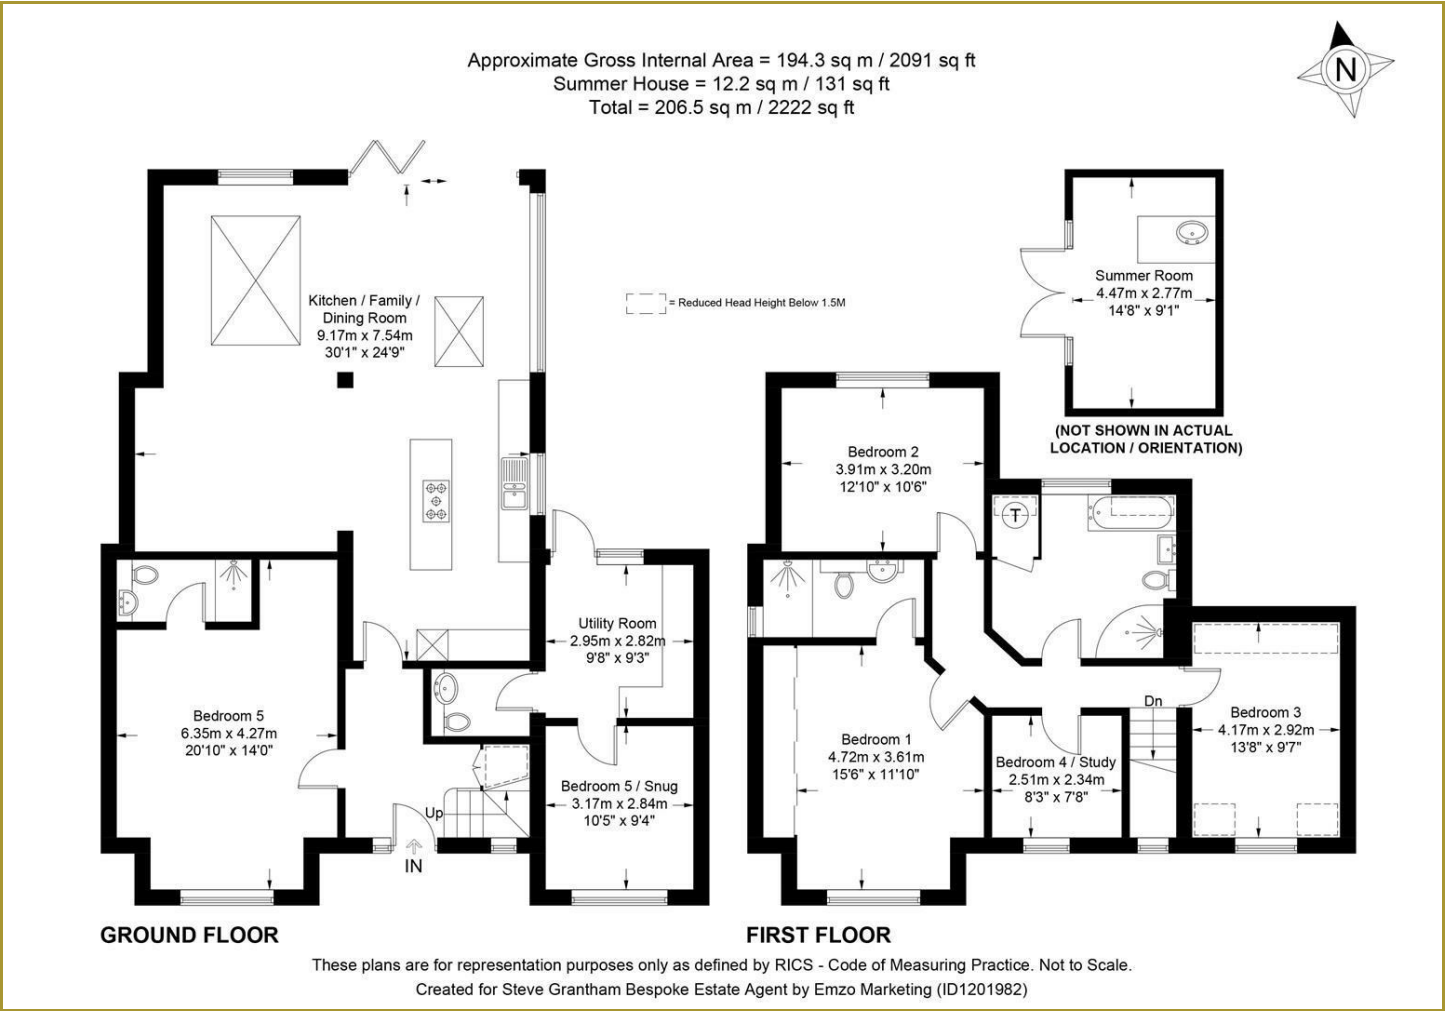 Approximate Gross Internal Area = 194.3 sq m / 2091 sq ft
Summer House = 12.2 sq m / 131 sq ft
Total = 206.5 sq m / 2222 sq ft
N
Kitchen / Family /
Dining Room
9.17m x 7.54m
30'1" x 24'9"
= Reduced Head Height Below 1.5M
Summer Room
4.47m x 2.77m
14'8" x 9'1"
(NOT SHOWN IN ACTUAL
LOCATION / ORIENTATION)
Bedroom 2
3.91m x 3.20m
12'10" x 10'6"
T
Utility Room
2.95m x 2.82m
9'8" x 9'3"
Bedroom 5
6.35m x 4.27m
20'10" x 14'0"
Bedroom 5 / Snug
3.17m x 2.84m
10'5" x 9'4"
Up
IN
Bedroom 1
4.72m x 3.61m
15'6" x 11'10"
Bedroom 4 / Study
2.51m x 2.34m
8'3" x 7'8"
Dn
Bedroom 3
4.17m x 2.92m
13'8" x 9'7"
GROUND FLOOR
FIRST FLOOR
These plans are for representation purposes only as defined by RICS - Code of Measuring Practice. Not to Scale.
Created for Steve Grantham Bespoke Estate Agent by Emzo Marketing (ID1201982)